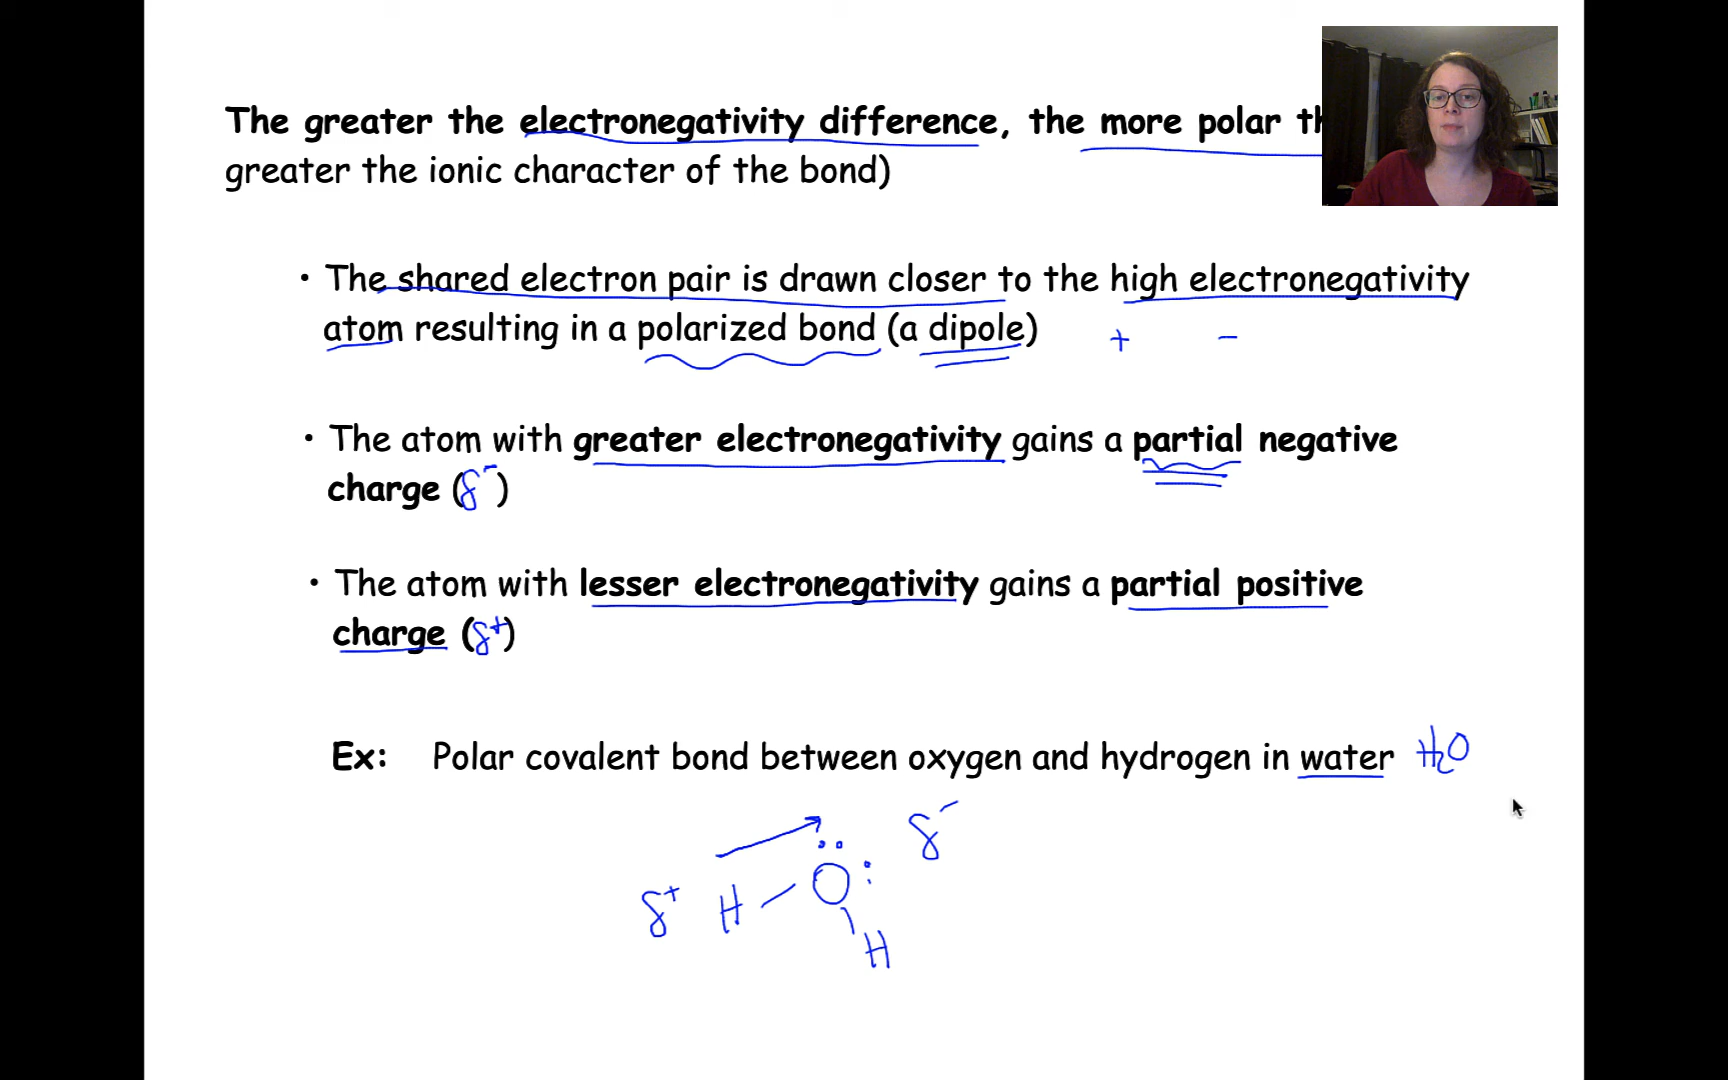 The greater the electronegativity difference, the more polar th
greater the ionic character of the bond)
• The shared electron pair is drawn closer to the high electronegativity
atom resulting in a polarized bond (a dipole) + −
• The atom with greater electronegativity gains a partial negative
charge (δ⁻)
• The atom with lesser electronegativity gains a partial positive
charge (δ⁺)
Ex: Polar covalent bond between oxygen and hydrogen in water H₂O
δ⁻
δ⁺ H O
H